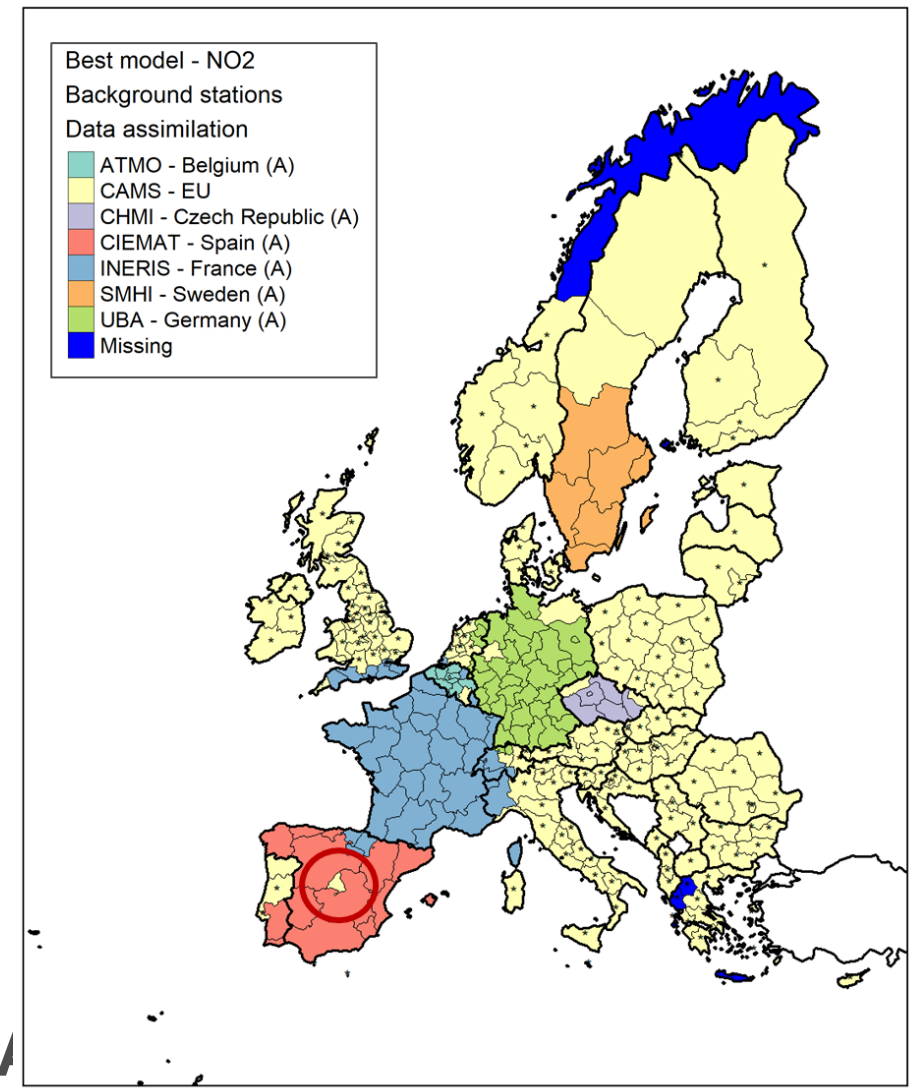 Best model - NO2
Background stations
Data assimilation
ATMO - Belgium (A)
CAMS - EU
CHMI - Czech Republic (A)
CIEMAT - Spain (A)
INERIS - France (A)
SMHI - Sweden (A)
UBA - Germany (A)
Missing